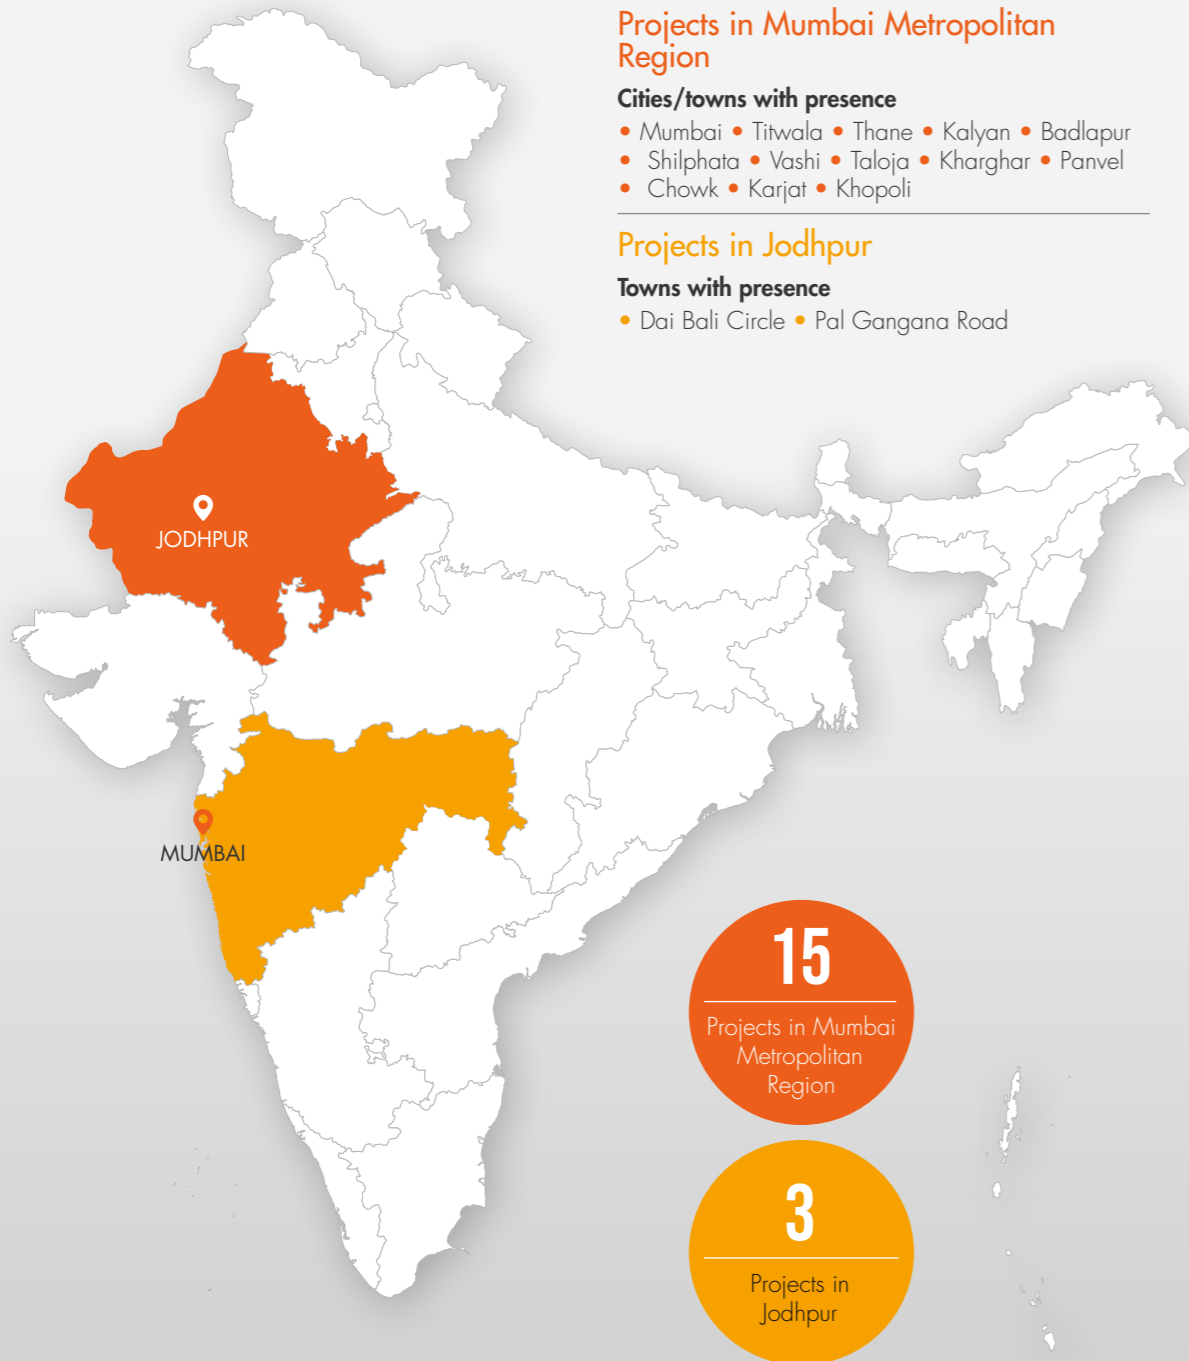 Projects in Mumbai Metropolitan
Region
Cities/towns with presence
• Mumbai • Titwala • Thane • Kalyan • Badlapur
• Shilphata • Vashi • Taloja • Kharghar • Panvel
• Chowk • Karjat • Khopoli
Projects in Jodhpur
Towns with presence
• Dai Bali Circle • Pal Gangana Road
JODHPUR
MUMBAI
15
Projects in Mumbai
Metropolitan
Region
3
Projects in
Jodhpur